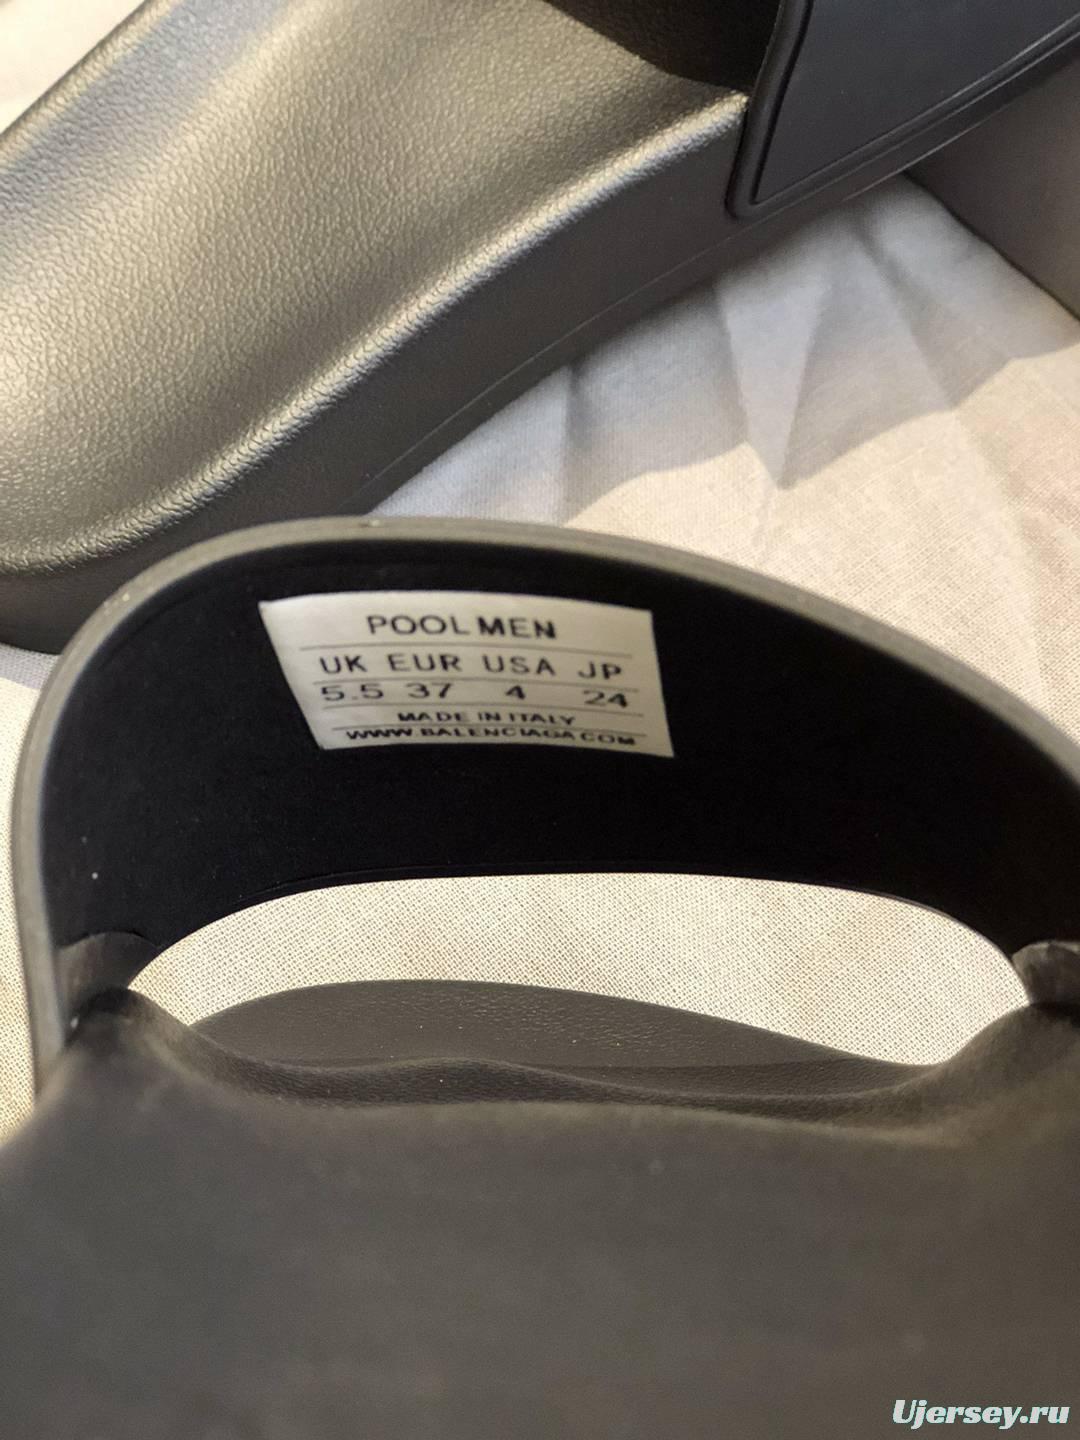 POOL MEN
UK EUR USA JP
5.5 37 4 24
MADE IN ITALY
WWW.BALENCIAGA.COM
Ujersey.ru